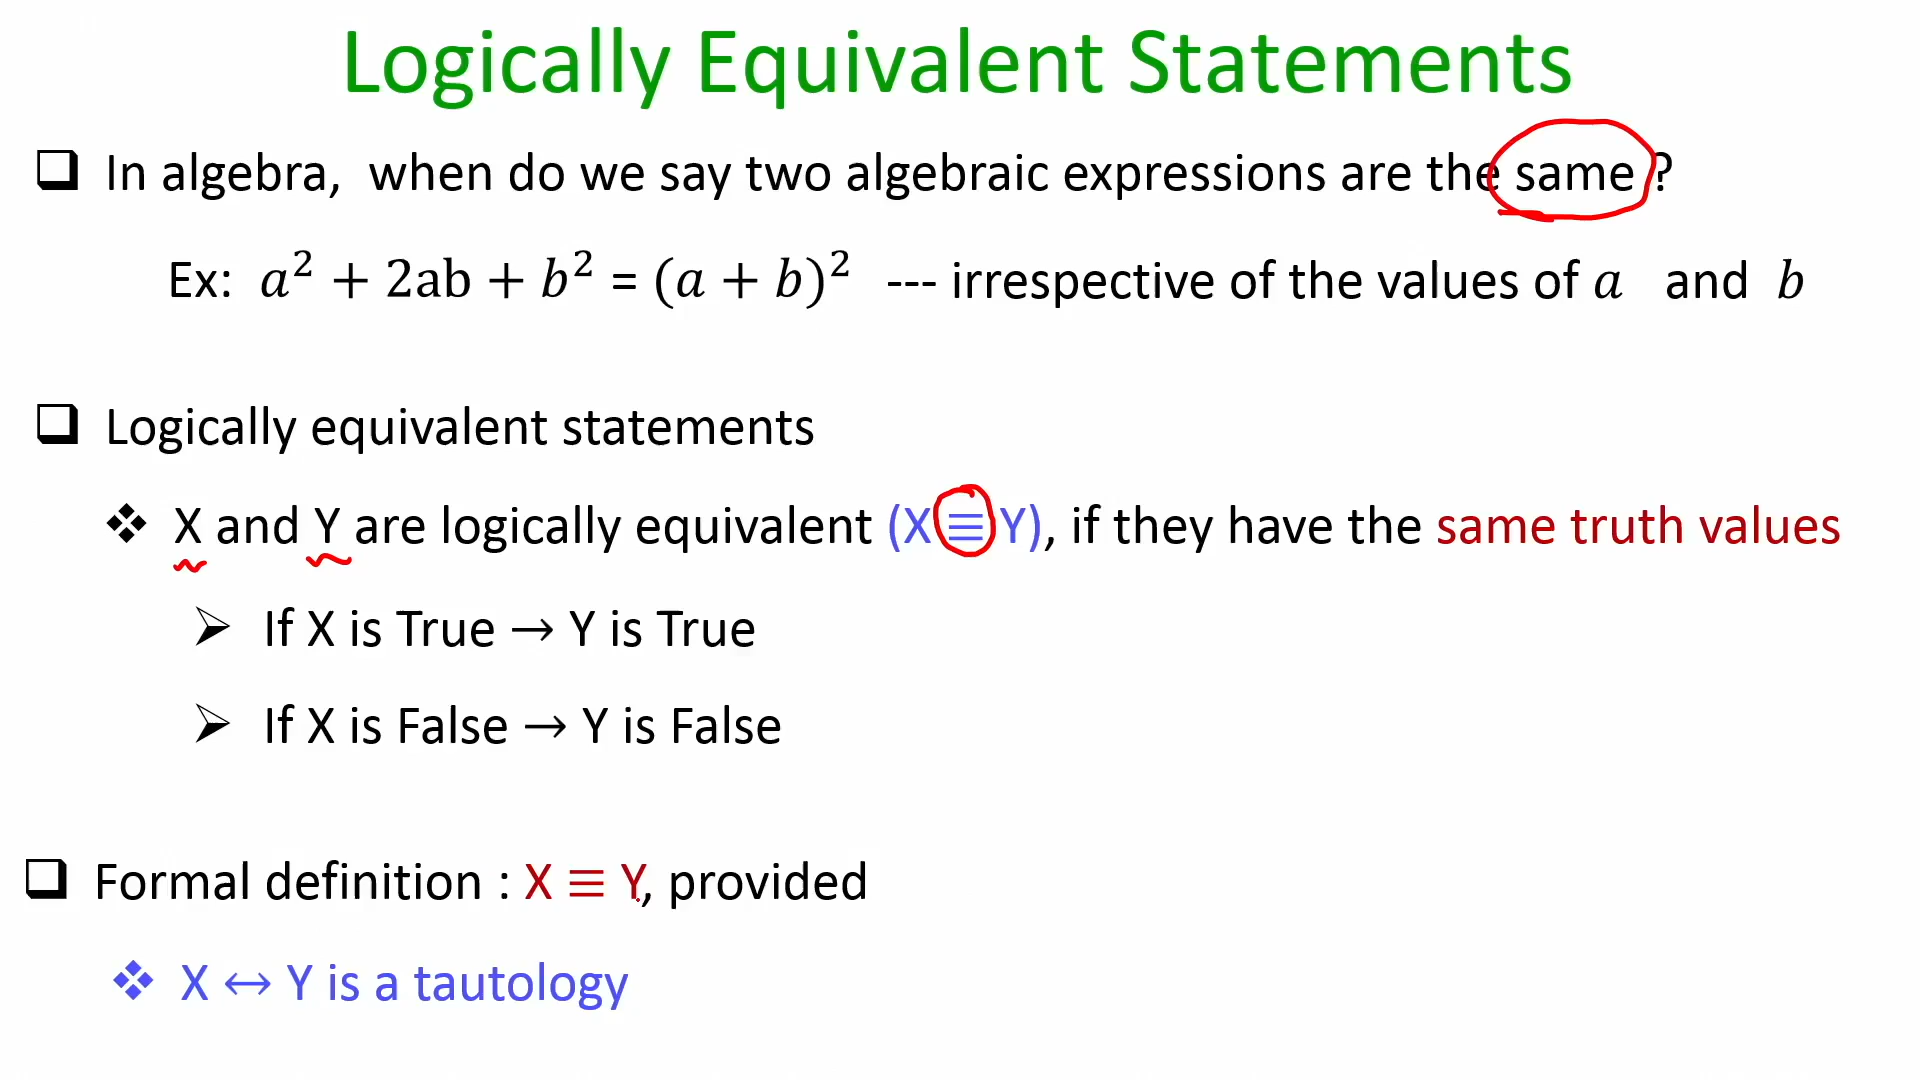 Logically Equivalent Statements
In algebra, when do we say two algebraic expressions are the same ?
Ex: a² + 2ab + b² = (a + b)² --- irrespective of the values of a and b
Logically equivalent statements
X and Y are logically equivalent (X ≡ Y), if they have the same truth values
If X is True → Y is True
If X is False → Y is False
Formal definition : X ≡ Y, provided
X ↔ Y is a tautology